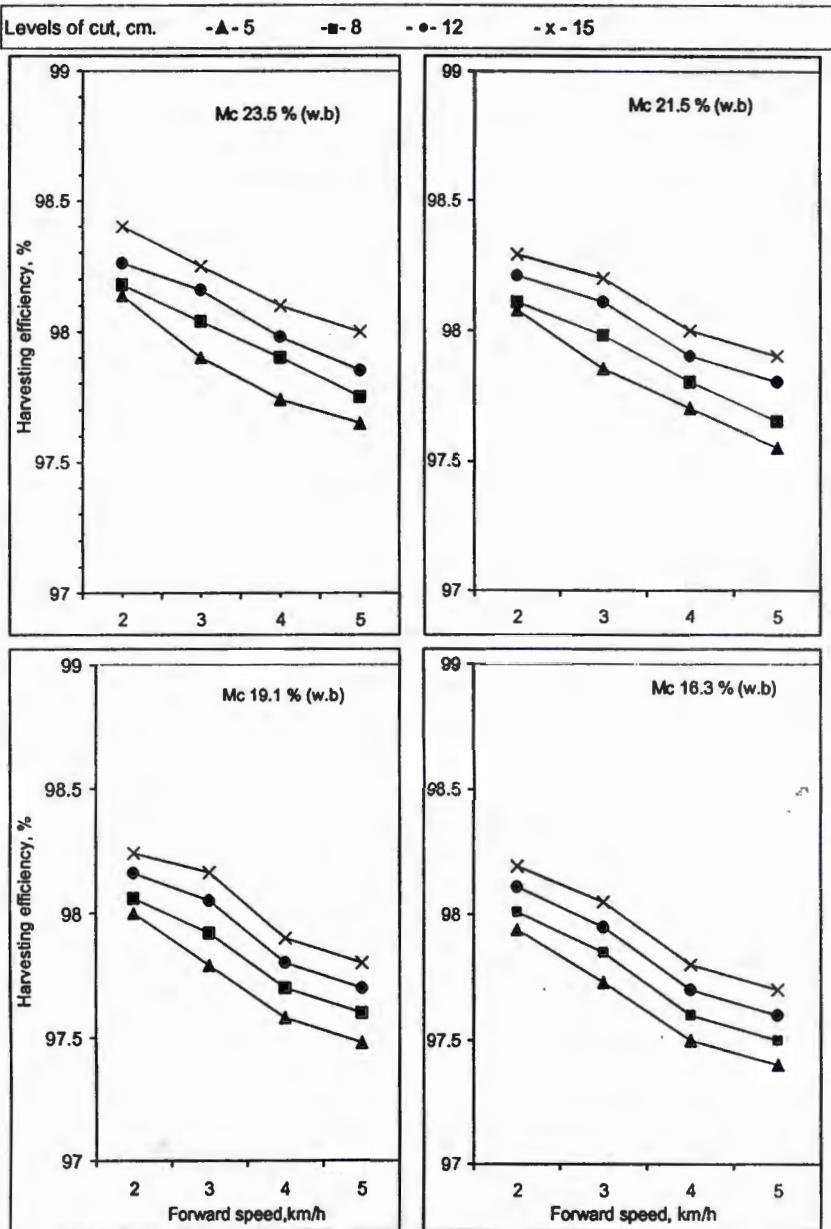 Levels of cut, cm. -▲- 5 -■- 8 -●- 12 -x- 15
Mc 23.5 % (w.b)
Harvesting efficiency, %
99
98.5
98
97.5
97
2 3 4 5
Mc 21.5 % (w.b)
99
98.5
98
97.5
97
2 3 4 5
Mc 19.1 % (w.b)
Harvesting efficiency, %
99
98.5
98
97.5
97
2 3 4 5
Forward speed,km/h
Mc 16.3 % (w.b)
99
98.5
98
97.5
97
2 3 4 5
Forward speed, km/h